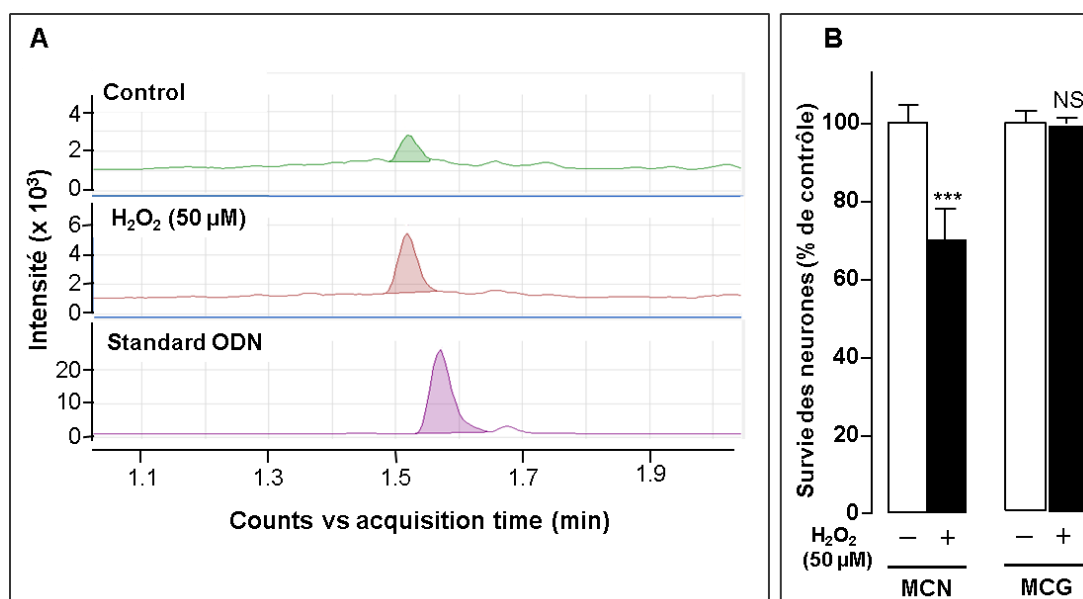 A
Control
4
2
0
H₂O₂ (50 µM)
6
4
2
0
Standard ODN
20
10
0
Intensité (x 10³)
1.1 1.3 1.5 1.7 1.9
Counts vs acquisition time (min)
B
Survie des neurones (% de contrôle)
100
80
60
40
20
0
***
NS
H₂O₂ − + − +
(50 µM)
MCN MCG